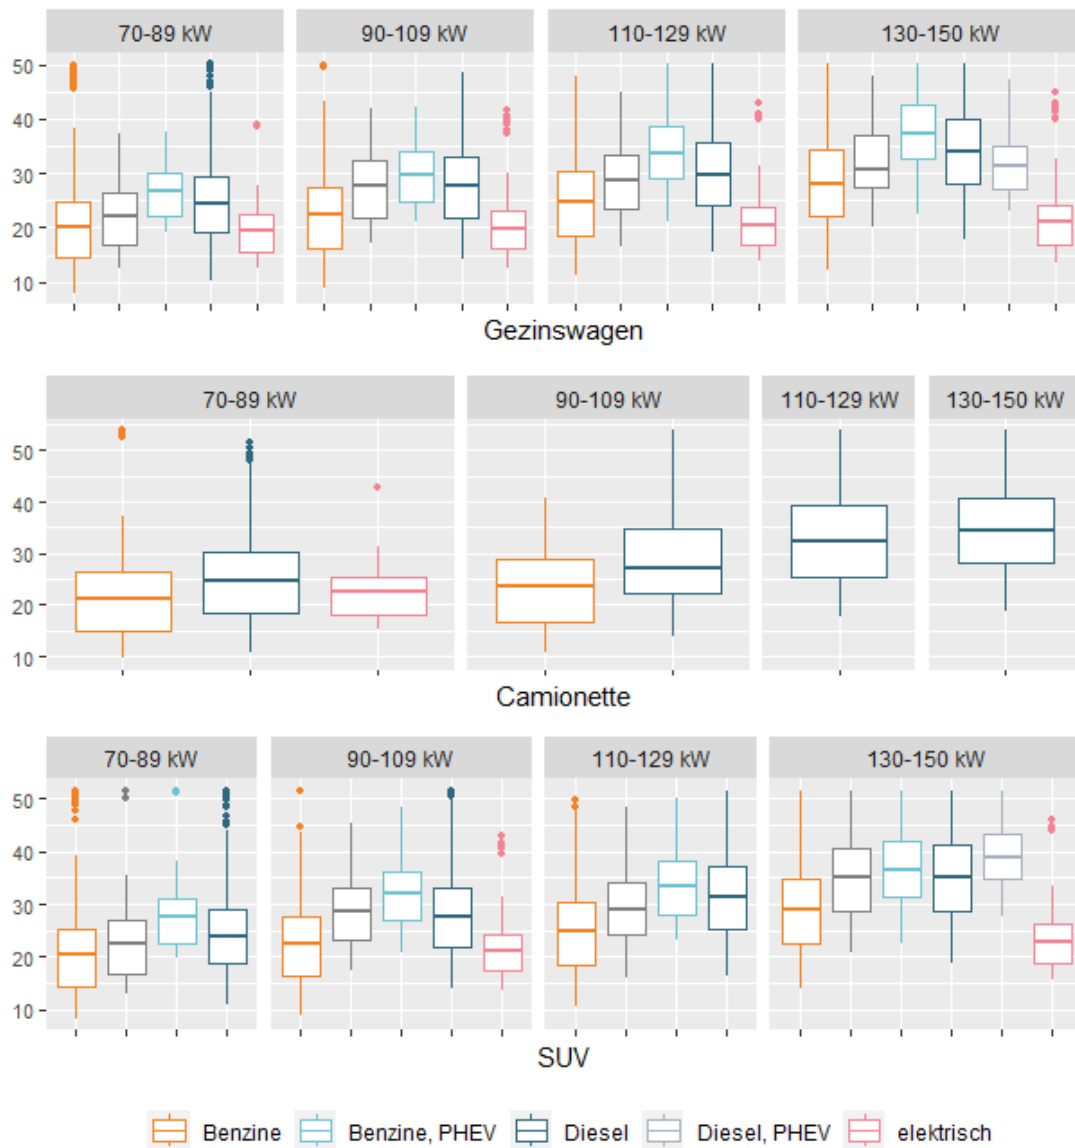 70-89 kW 90-109 kW 110-129 kW 130-150 kW
50
40
30
20
10
Gezinswagen
70-89 kW 90-109 kW 110-129 kW 130-150 kW
50
40
30
20
10
Camionette
70-89 kW 90-109 kW 110-129 kW 130-150 kW
50
40
30
20
10
SUV
Benzine Benzine, PHEV Diesel Diesel, PHEV elektrisch